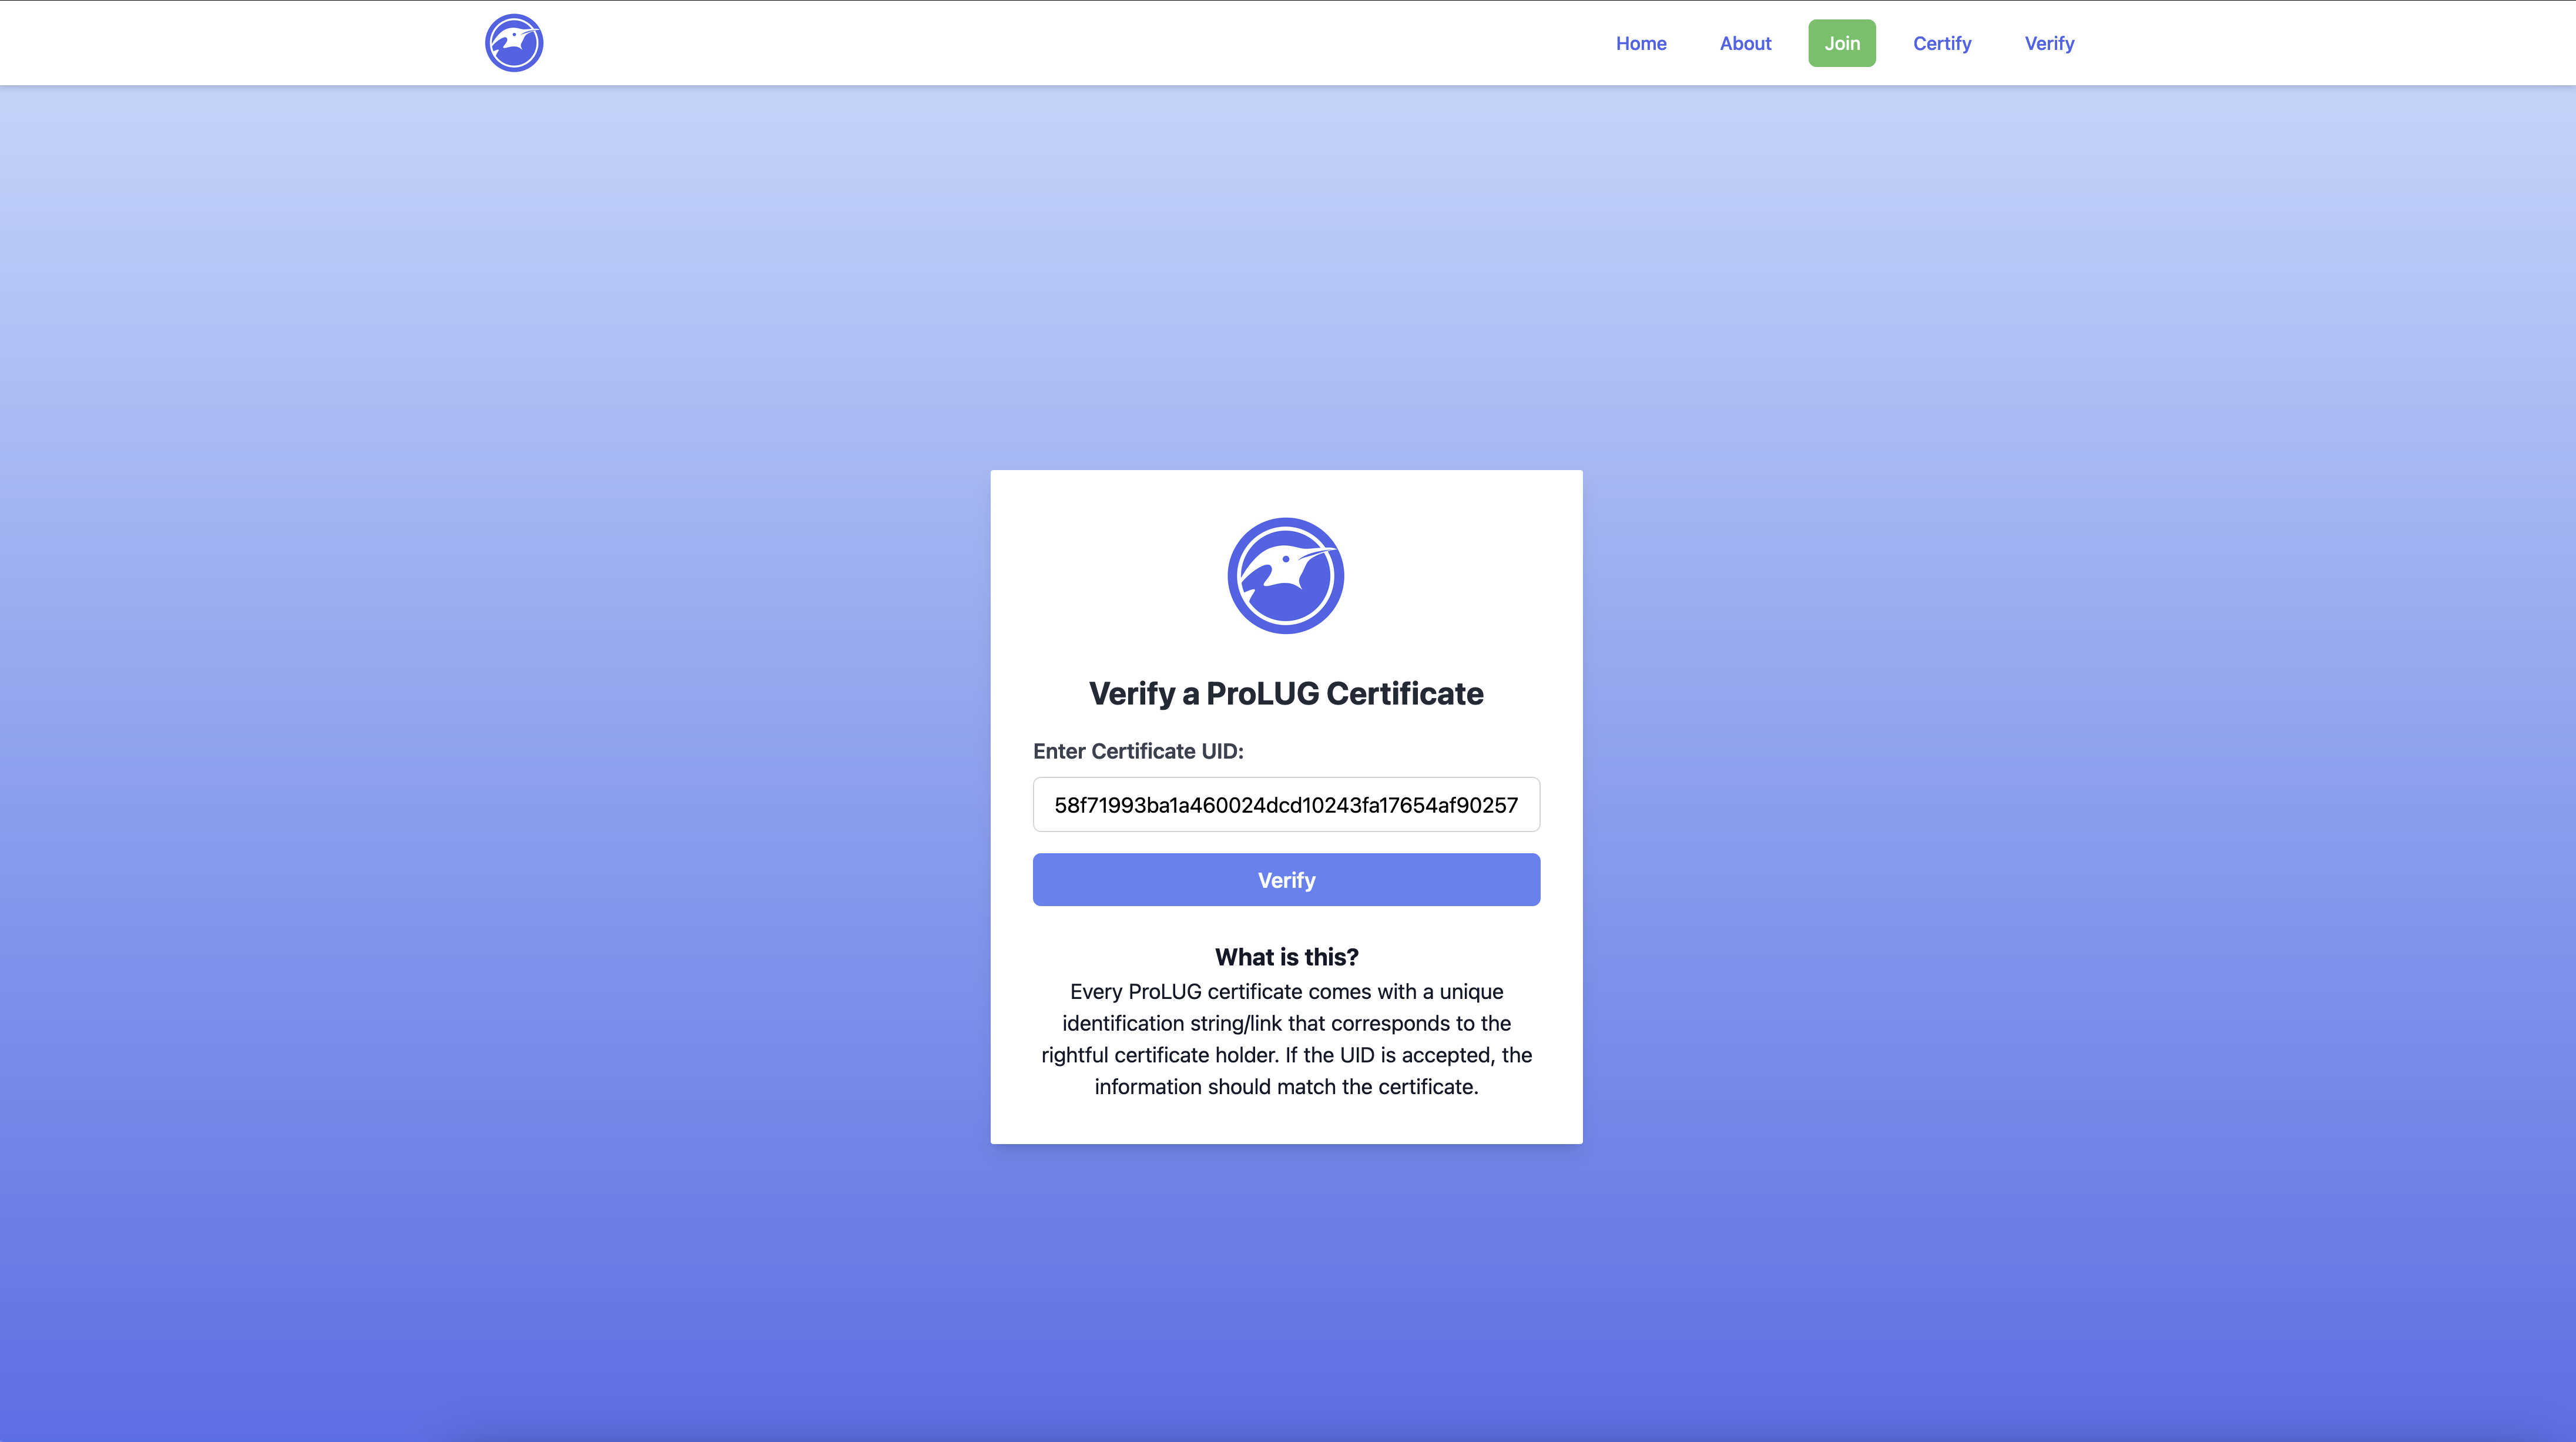 Home
About
Join
Certify
Verify
Verify a ProLUG Certificate
Enter Certificate UID:
58f71993ba1a460024dcd10243fa17654af90257
Verify
What is this?
Every ProLUG certificate comes with a unique
identification string/link that corresponds to the
rightful certificate holder. If the UID is accepted, the
information should match the certificate.